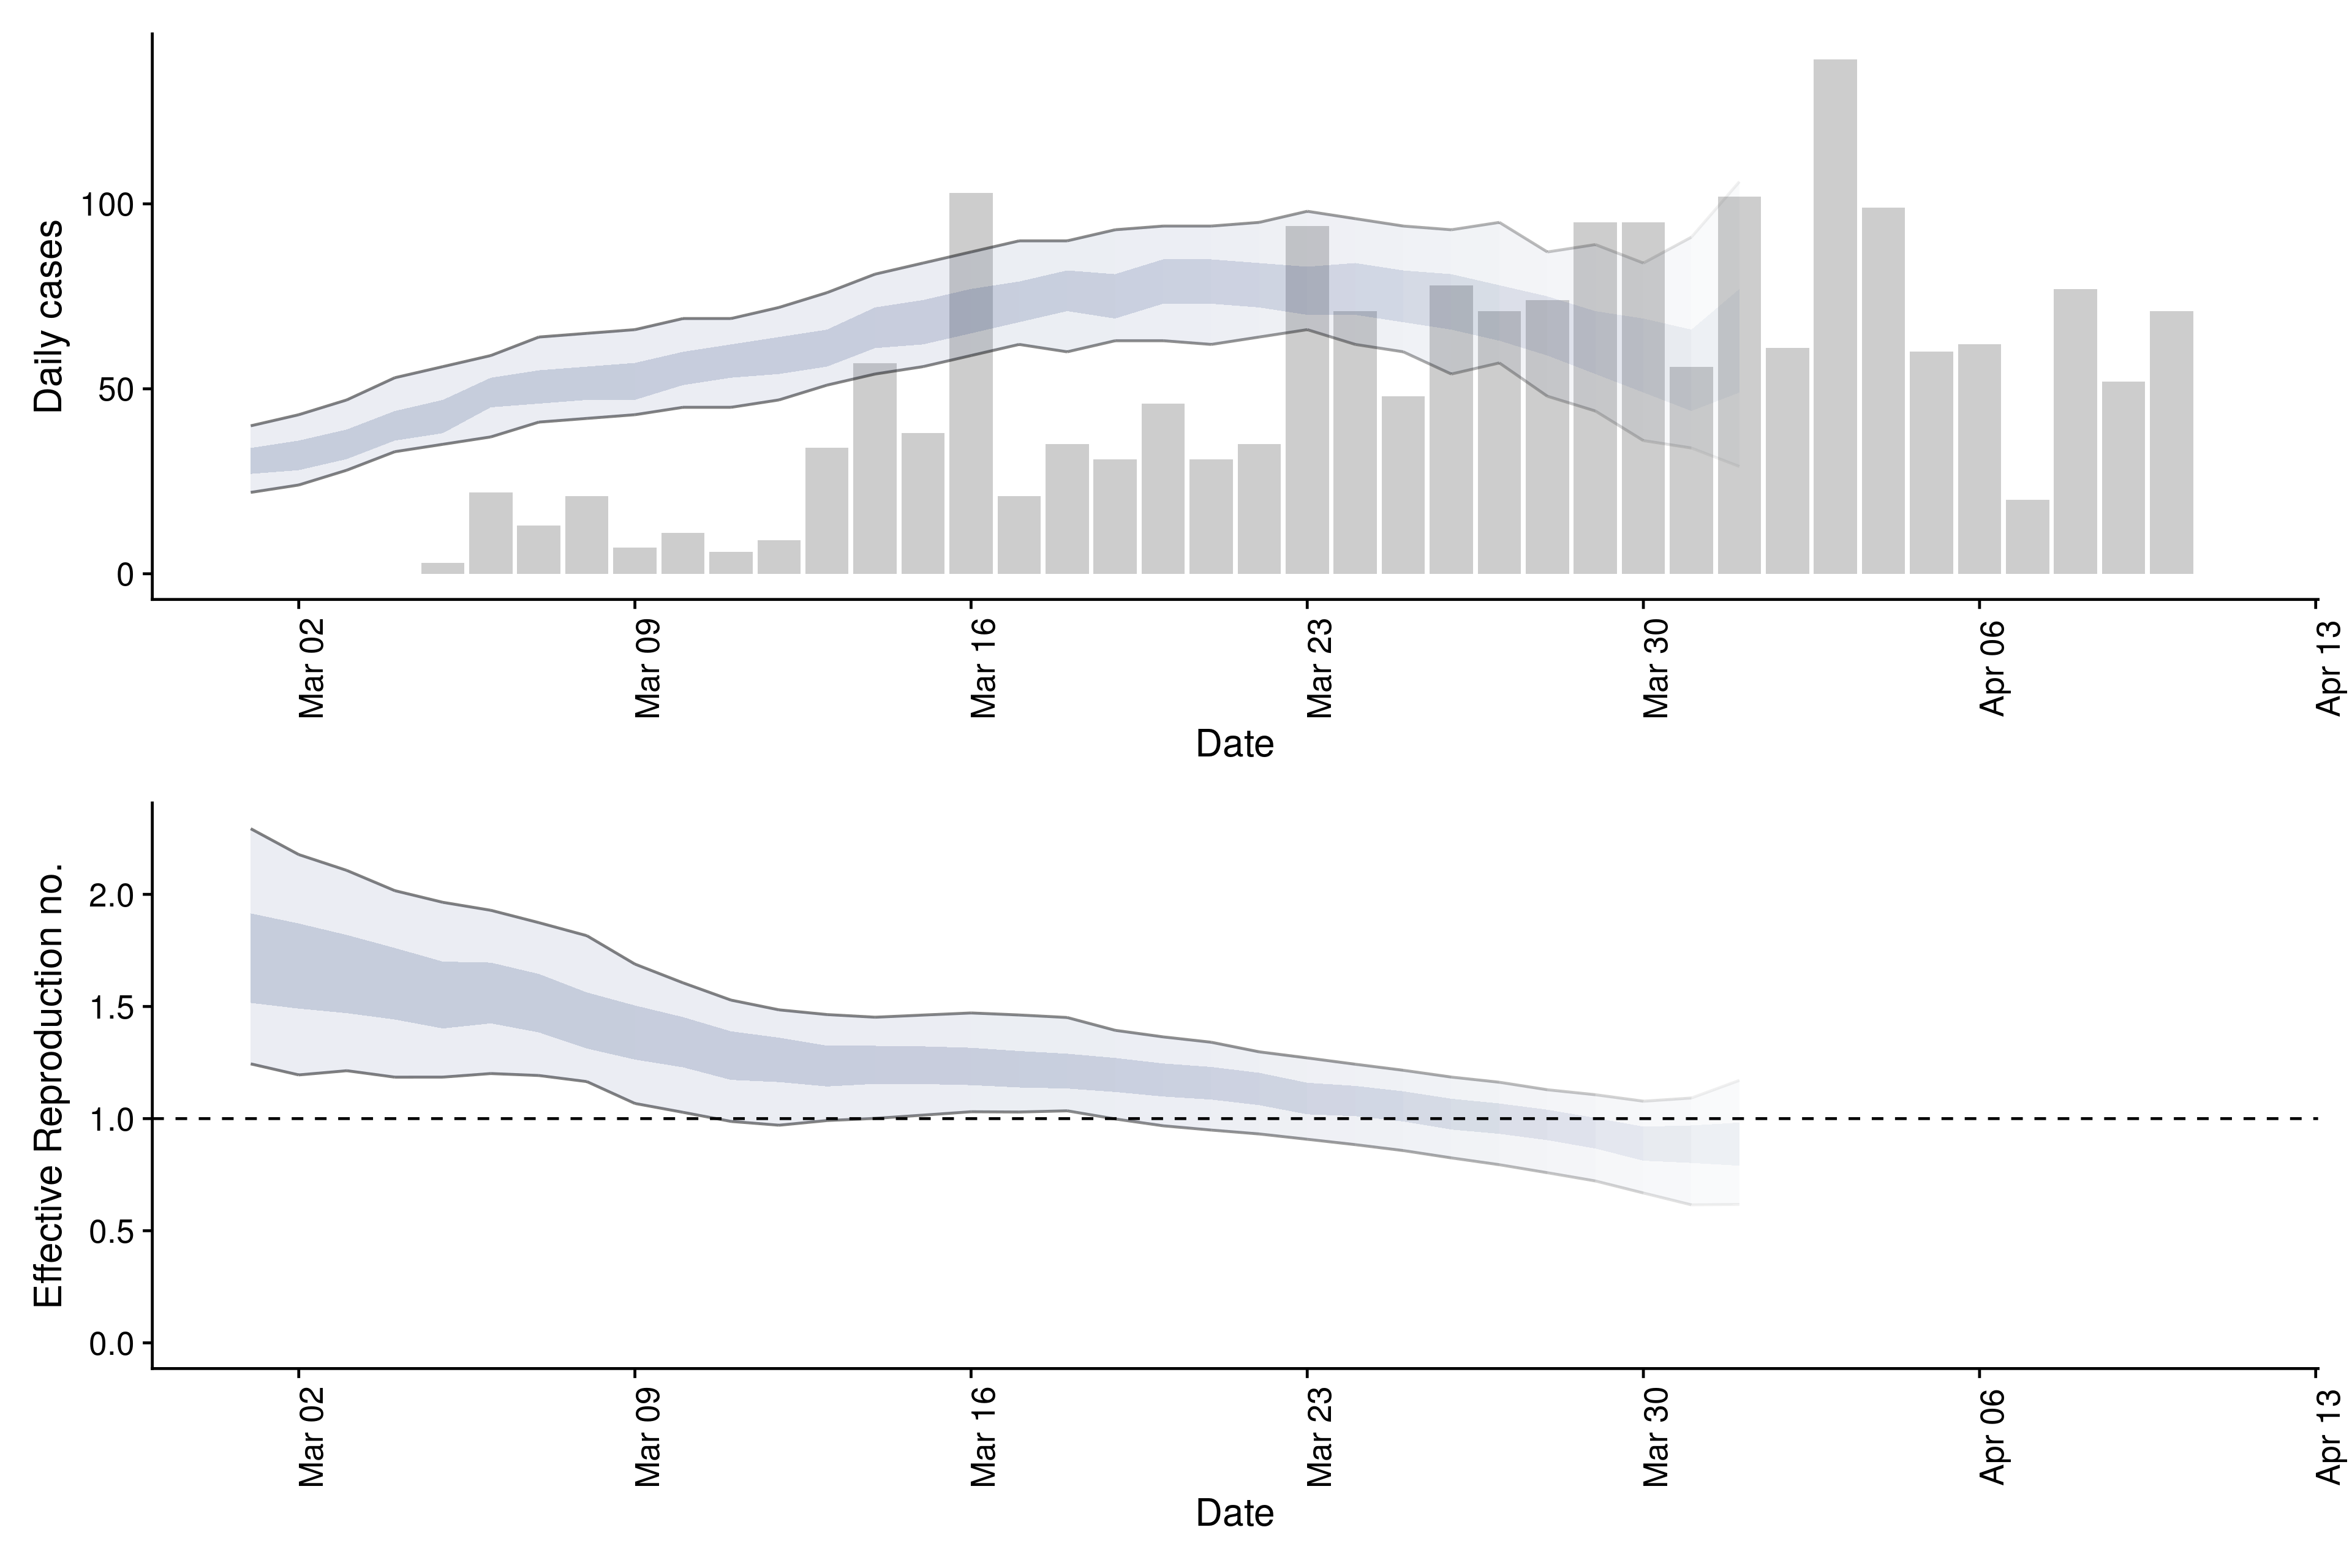 Daily cases
100
50
0
Mar 02
Mar 09
Mar 16
Mar 23
Mar 30
Apr 06
Apr 13
Date
Effective Reproduction no.
2.0
1.5
1.0
0.5
0.0
Mar 02
Mar 09
Mar 16
Mar 23
Mar 30
Apr 06
Apr 13
Date